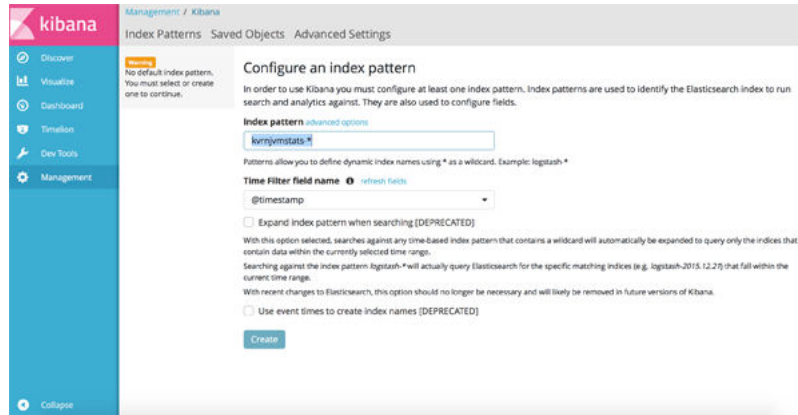 kibana
Discover
Visualize
Dashboard
Timelion
Dev Tools
Management
Collapse
Management / Kibana
Index Patterns Saved Objects Advanced Settings
Warning
No default index pattern.
You must select or create
one to continue.
Configure an index pattern
In order to use Kibana you must configure at least one index pattern. Index patterns are used to identify the Elasticsearch index to run
search and analytics against. They are also used to configure fields.
Index pattern advanced options
kvrnjvmstats-*
Patterns allow you to define dynamic index names using * as a wildcard. Example: logstash-*
Time Filter field name refresh fields
@timestamp
Expand index pattern when searching [DEPRECATED]
With this option selected, searches against any time-based index pattern that contains a wildcard will automatically be expanded to query only the indices that
contain data within the currently selected time range.
Searching against the index pattern logstash-* will actually query Elasticsearch for the specific matching indices (e.g. logstash-2015.12.21) that fall within the
current time range.
With recent changes to Elasticsearch, this option should no longer be necessary and will likely be removed in future versions of Kibana.
Use event times to create index names [DEPRECATED]
Create